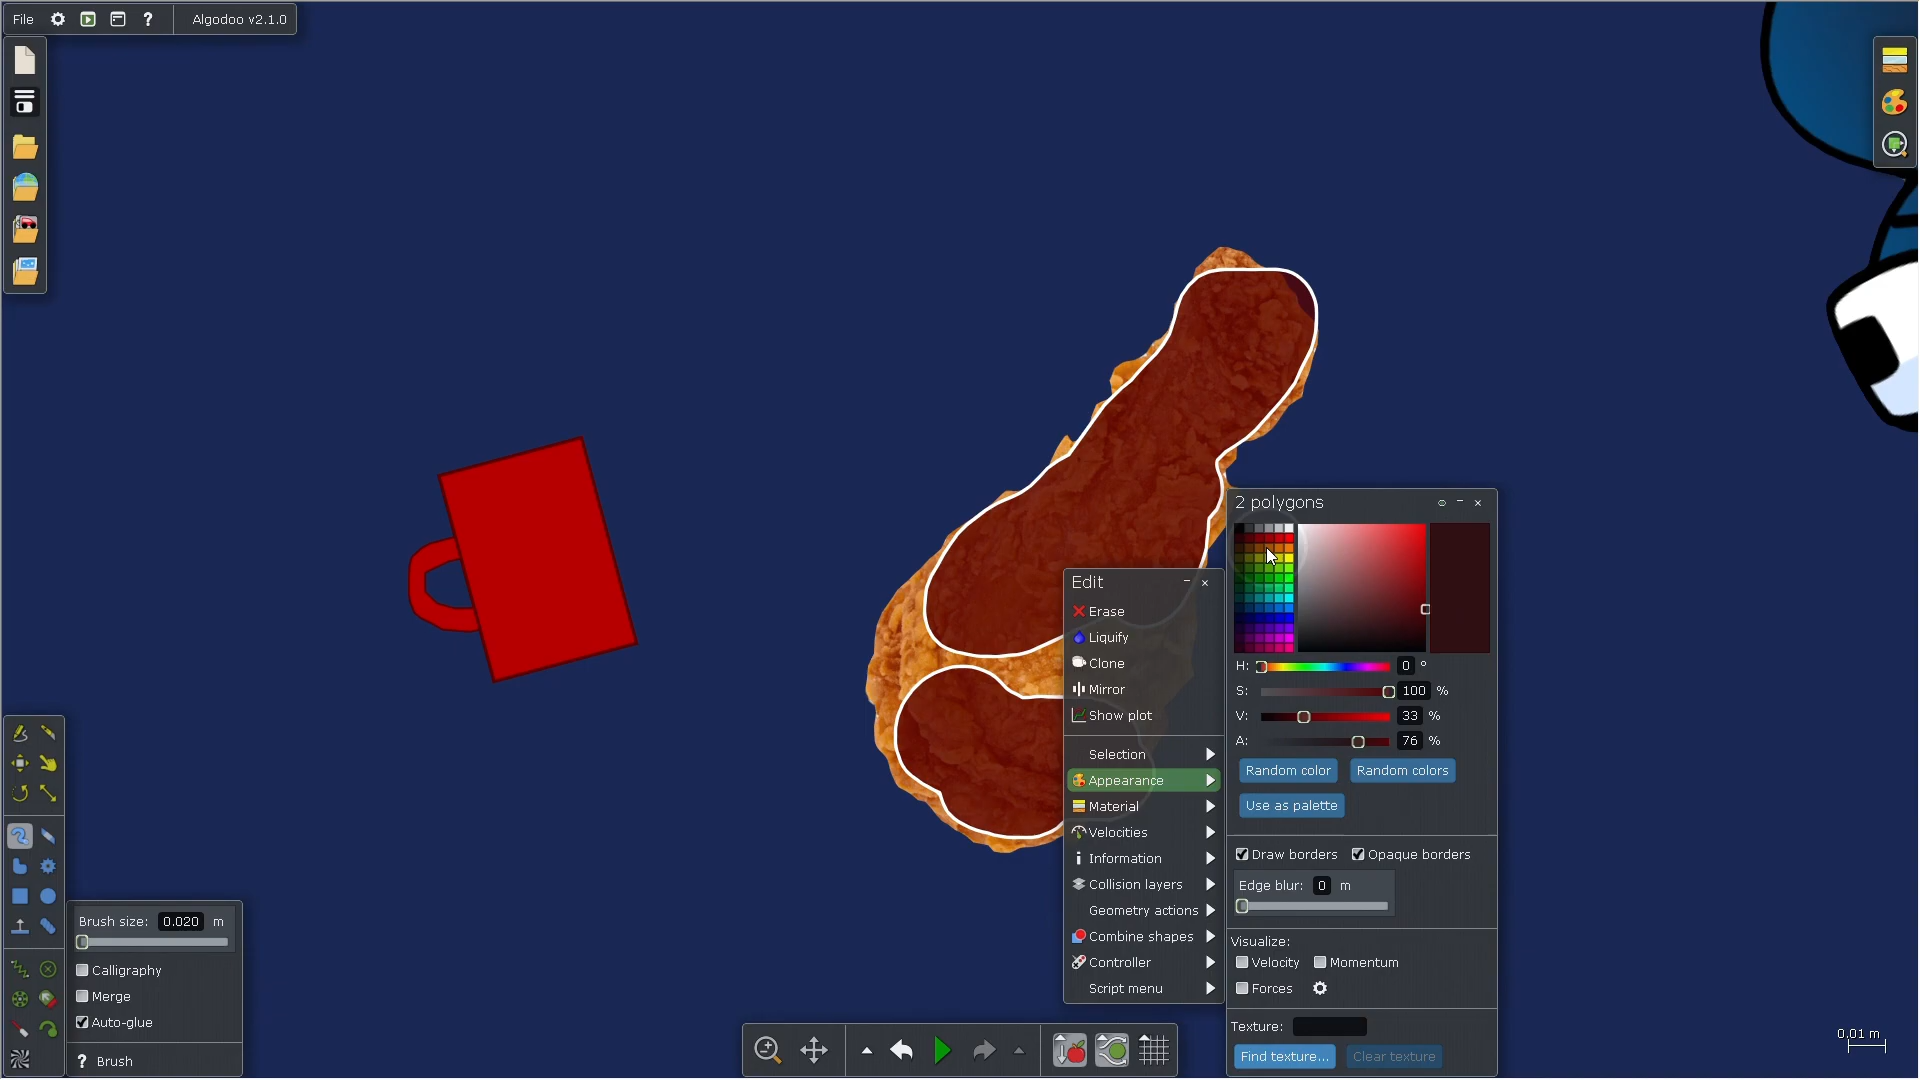 File
?
Algodoo v2.1.0
2 polygons
Edit
Erase
Liquify
Clone
Mirror
Show plot
Selection
Appearance
Material
Velocities
Information
Collision layers
Geometry actions
Combine shapes
Controller
Script menu
H: 0 °
S: 100 %
V: 33 %
A: 76 %
Random color
Random colors
Use as palette
Draw borders
Opaque borders
Edge blur: 0 m
Visualize:
Velocity
Momentum
Forces
Texture:
Find texture...
Clear texture
Brush size: 0.020 m
Calligraphy
Merge
Auto-glue
? Brush
0.01 m